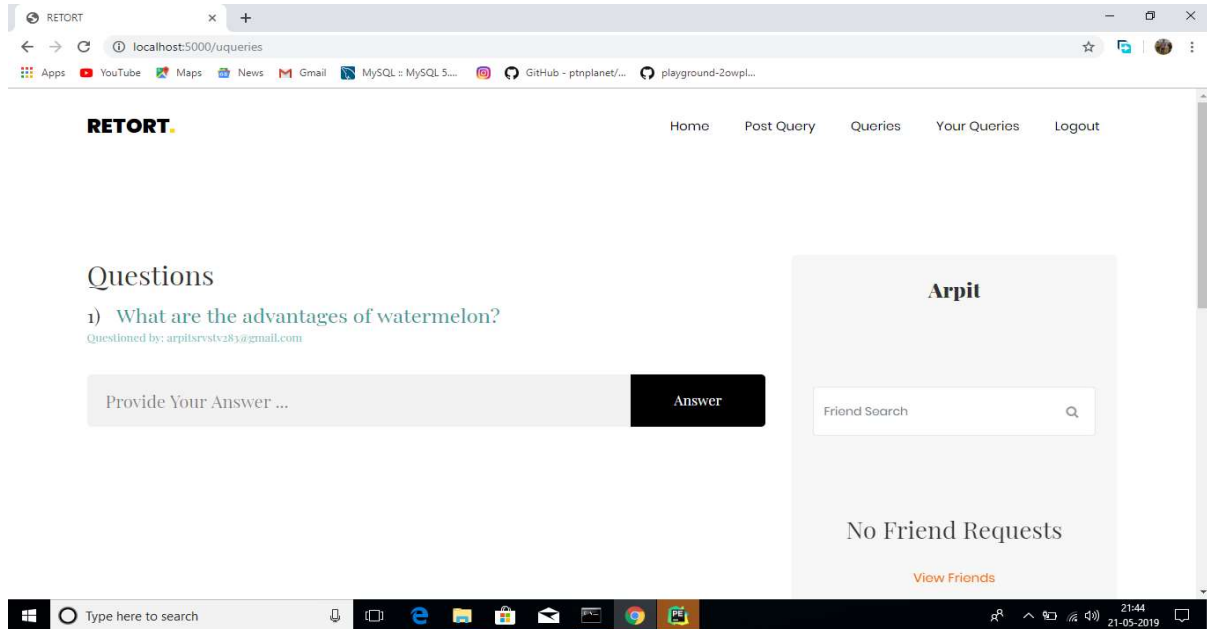 RETORT
localhost:5000/uqueries
Apps YouTube Maps News Gmail MySQL :: MySQL 5.... GitHub - ptnplanet/... playground-2owpl...
RETORT. Home Post Query Queries Your Queries Logout
Questions
1) What are the advantages of watermelon?
Questioned by: arpitsrvstv283@gmail.com
Provide Your Answer ... Answer
Arpit
Friend Search
No Friend Requests
View Friends
Type here to search
21:44
21-05-2019